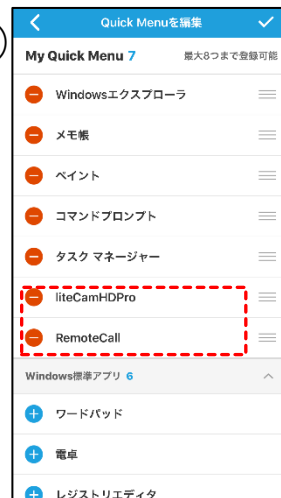 Quick Menuを編集
My Quick Menu 7 最大8つまで登録可能
Windowsエクスプローラ
メモ帳
ペイント
コマンドプロンプト
タスク マネージャー
liteCamHDPro
RemoteCall
Windows標準アプリ 6
ワードパッド
電卓
レジストリエディタ